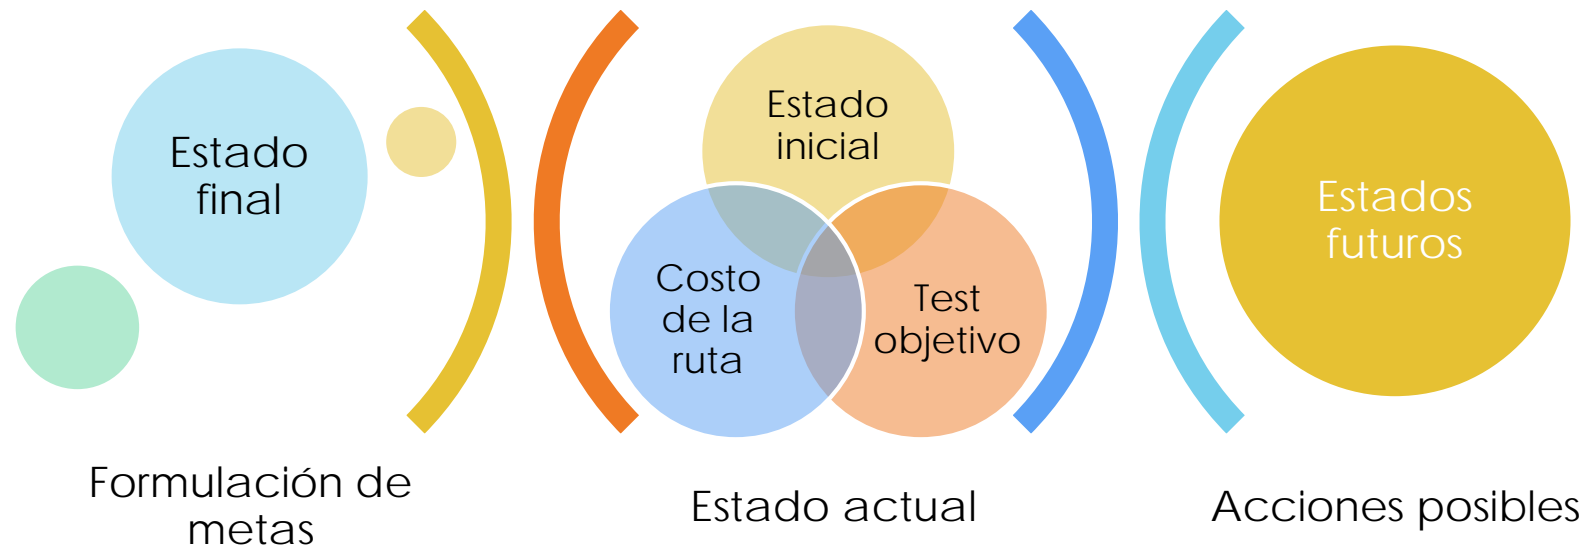 Estado
final
Formulación de
metas
Estado
inicial
Costo
de la
ruta
Test
objetivo
Estado actual
Estados
futuros
Acciones posibles